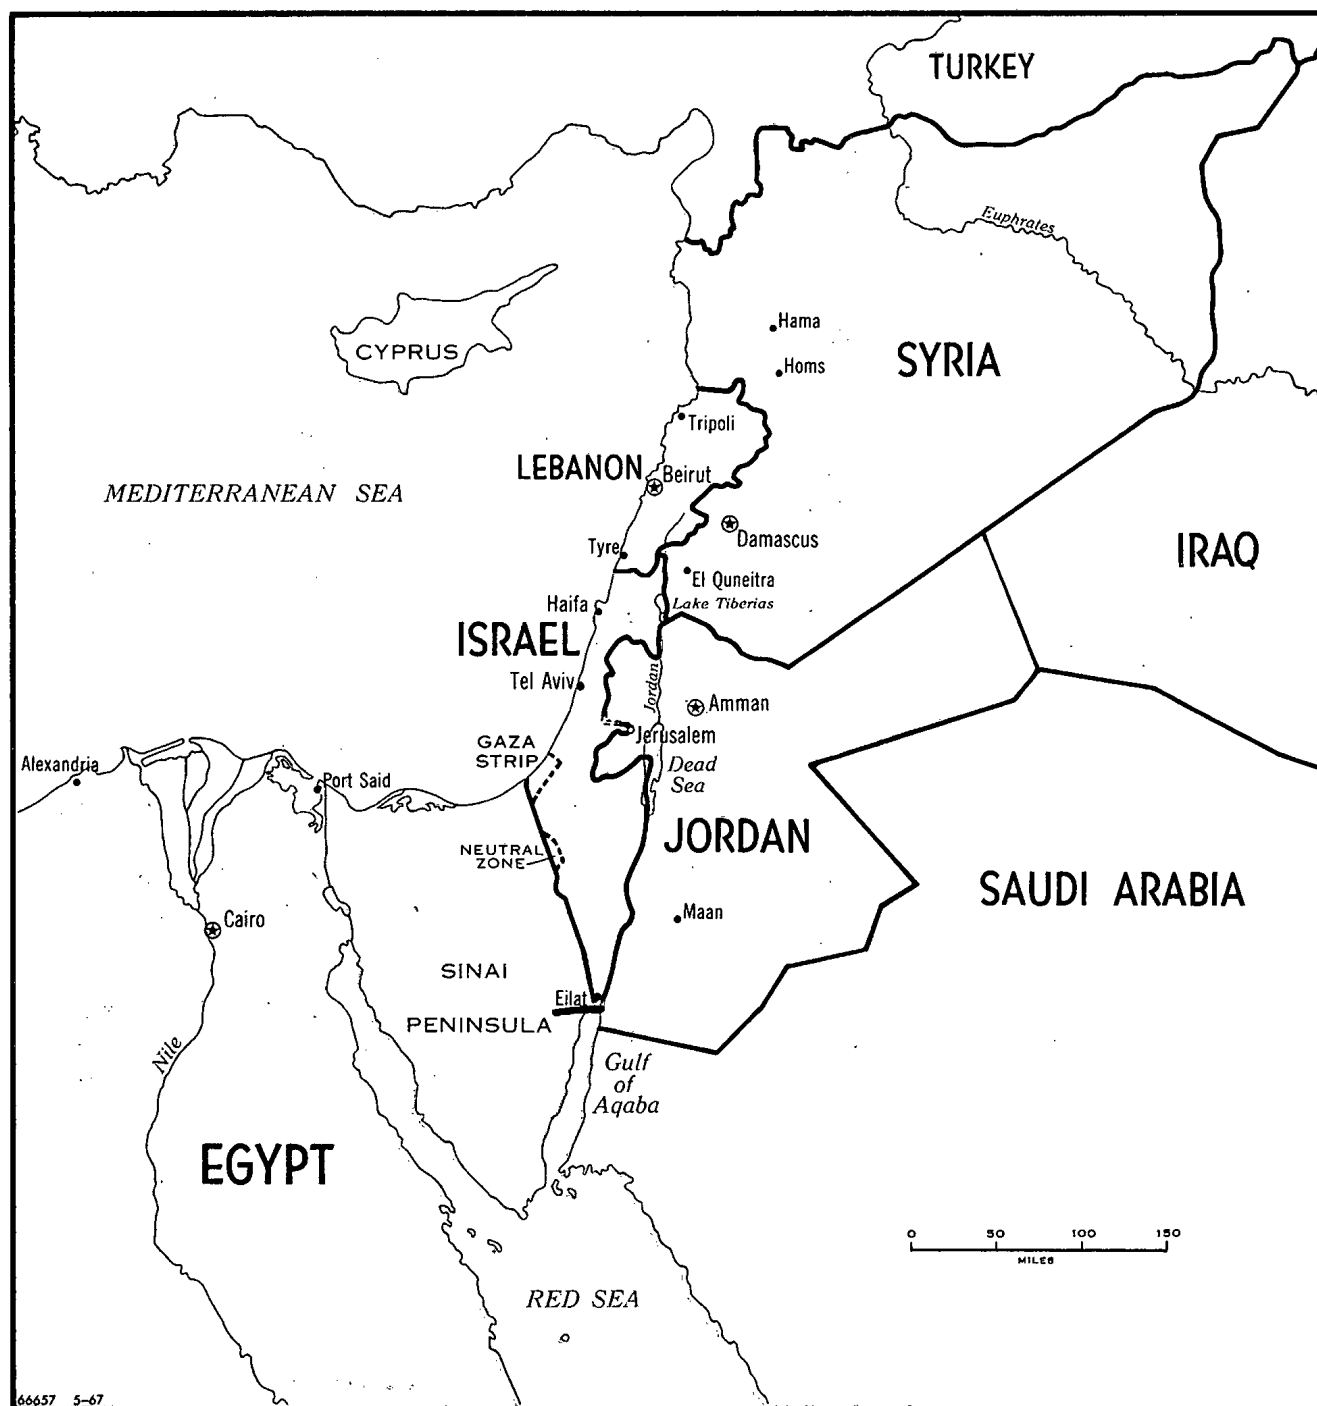 TURKEY
Euphrates
Hama
CYPRUS
SYRIA
Homs
Tripoli
LEBANON
Beirut
MEDITERRANEAN SEA
Damascus
Tyre
IRAQ
El Quneitra
Haifa
Lake Tiberias
ISRAEL
Tel Aviv
Jordan
Amman
Jerusalem
GAZA
STRIP
Dead
Sea
Alexandria
Port Said
JORDAN
NEUTRAL
ZONE
SAUDI ARABIA
Maan
Cairo
SINAI
Eilat
PENINSULA
Nile
Gulf
of
Aqaba
EGYPT
0 50 100 150
MILES
RED SEA
66657 5-67